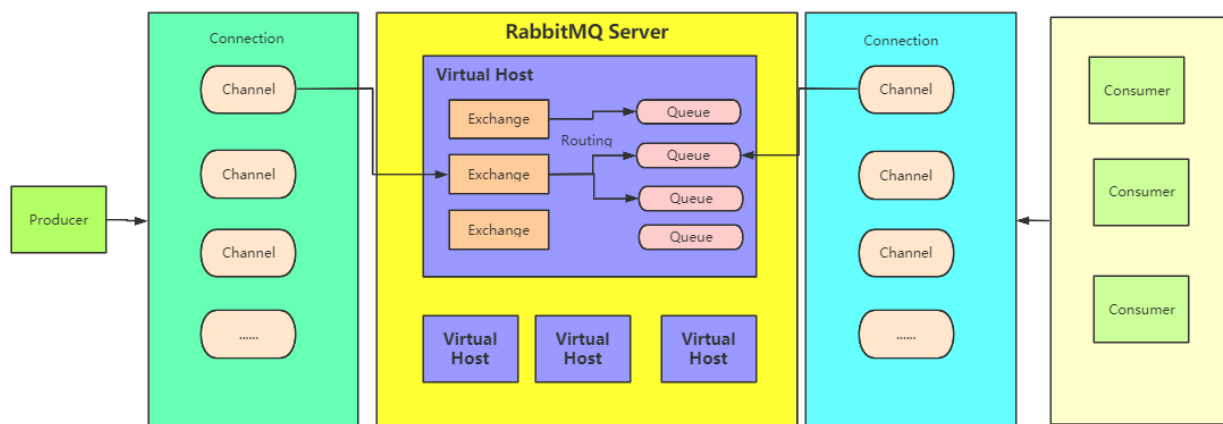 Connection
Channel
Channel
Channel
......
Producer
RabbitMQ Server
Virtual Host
Exchange
Exchange
Exchange
Routing
Queue
Queue
Queue
Queue
Virtual
Host
Virtual
Host
Virtual
Host
Connection
Channel
Channel
Channel
......
Consumer
Consumer
Consumer